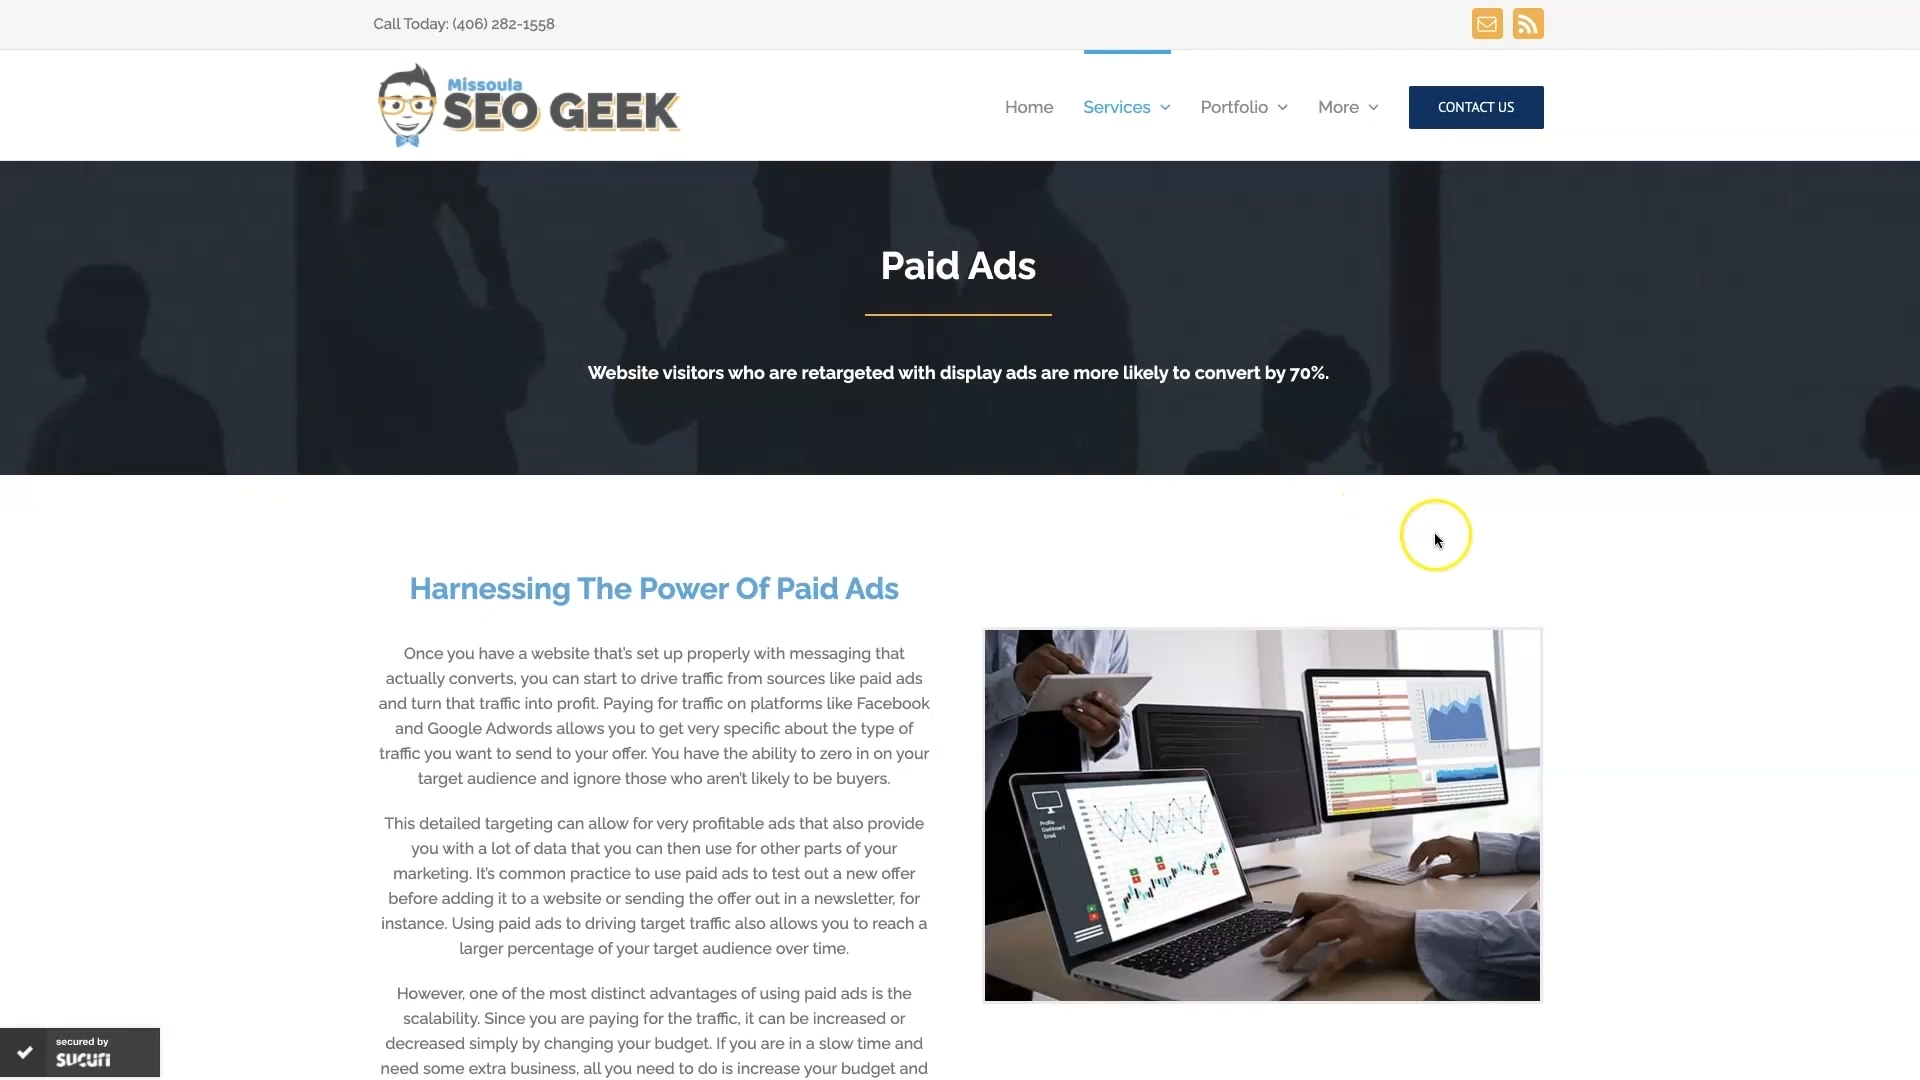 Call Today: (406) 282-1558
Missoula
SEO GEEK
Home
Services
Portfolio
More
CONTACT US
Paid Ads
Website visitors who are retargeted with display ads are more likely to convert by 70%.
Harnessing The Power Of Paid Ads
Once you have a website that's set up properly with messaging that
actually converts, you can start to drive traffic from sources like paid ads
and turn that traffic into profit. Paying for traffic on platforms like Facebook
and Google Adwords allows you to get very specific about the type of
traffic you want to send to your offer. You have the ability to zero in on your
target audience and ignore those who aren't likely to be buyers.
This detailed targeting can allow for very profitable ads that also provide
you with a lot of data that you can then use for other parts of your
marketing. It's common practice to use paid ads to test out a new offer
before adding it to a website or sending the offer out in a newsletter, for
instance. Using paid ads to driving target traffic also allows you to reach a
larger percentage of your target audience over time.
However, one of the most distinct advantages of using paid ads is the
scalability. Since you are paying for the traffic, it can be increased or
decreased simply by changing your budget. If you are in a slow time and
need some extra business, all you need to do is increase your budget and
Profile
Dashboard
Email
secured by
sucuri